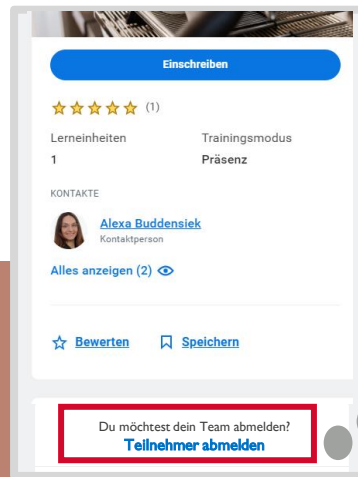 Einschreiben
(1)
Lerneinheiten Trainingsmodus
1 Präsenz
KONTAKTE
Alexa Buddensiek
Kontaktperson
Alles anzeigen (2)
Bewerten Speichern
Du möchtest dein Team abmelden?
Teilnehmer abmelden